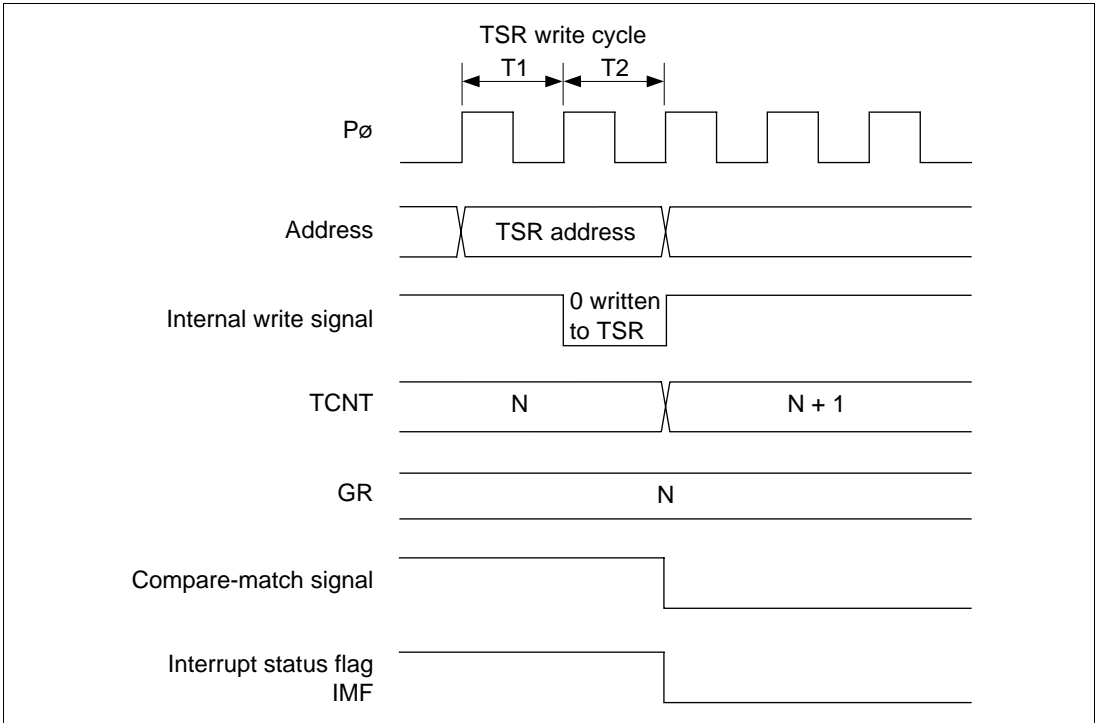 TSR write cycle
T1 T2
Pø
Address TSR address
Internal write signal 0 written
to TSR
TCNT N N + 1
GR N
Compare-match signal
Interrupt status flag
IMF